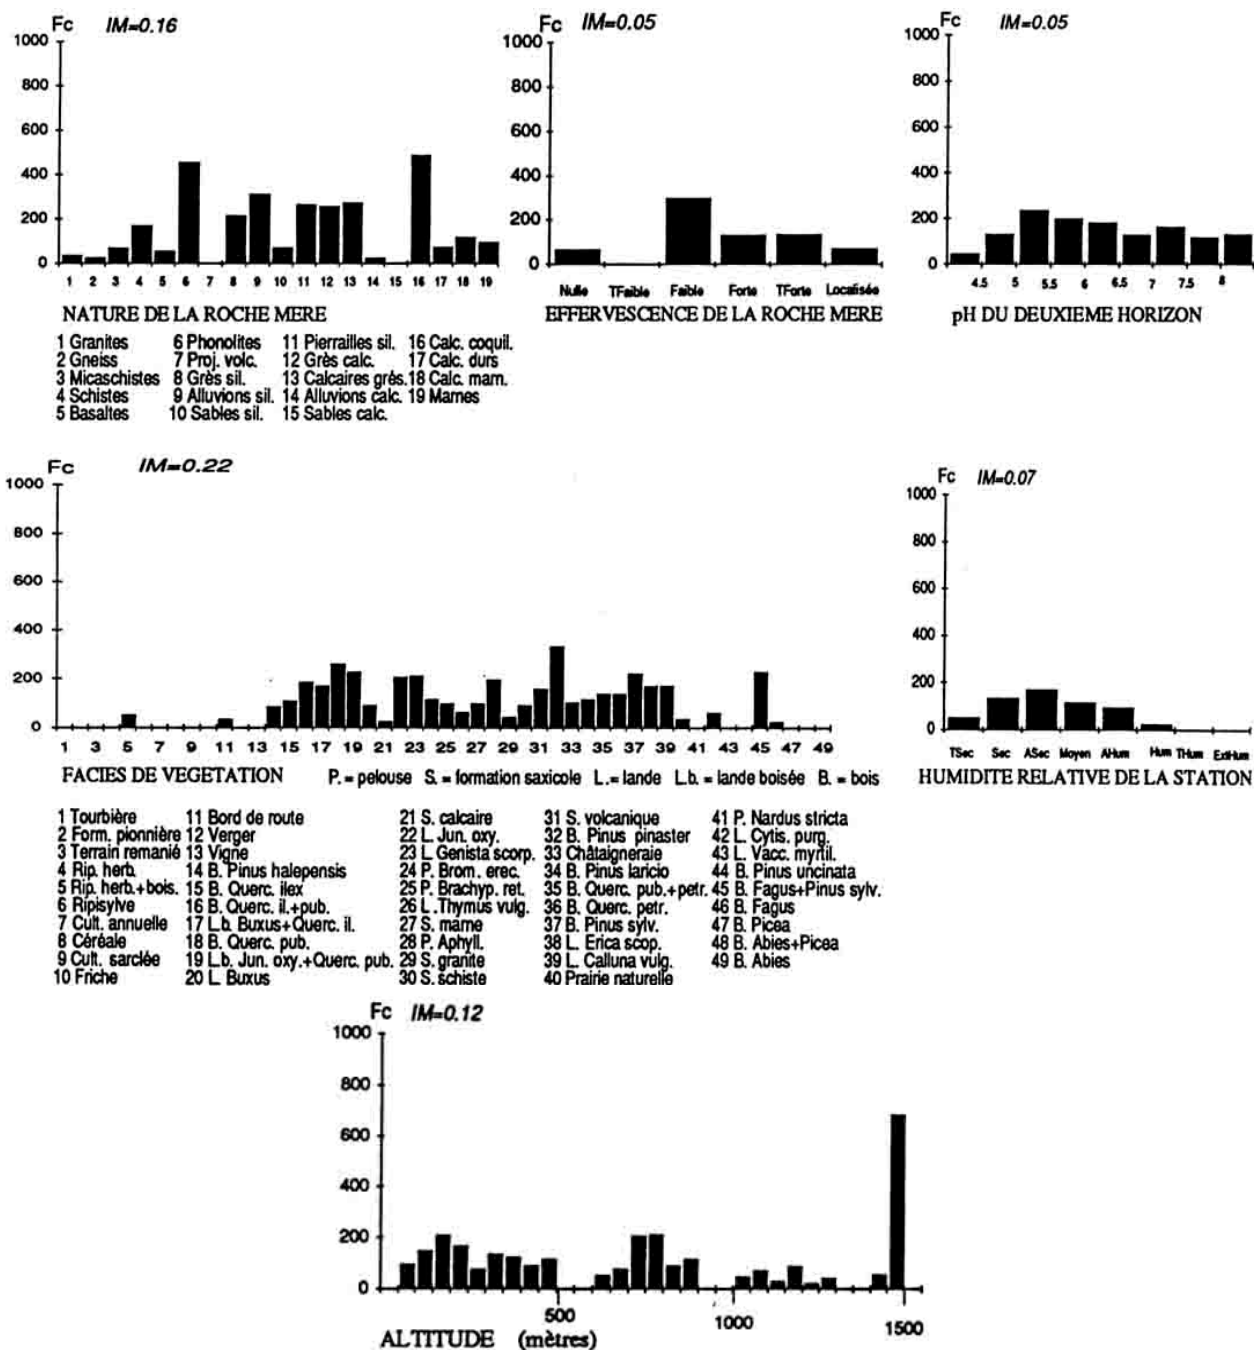 Fc IM=0.16
1000
800
600
400
200
0
1 2 3 4 5 6 7 8 9 10 11 12 13 14 15 16 17 18 19
NATURE DE LA ROCHE MERE
1 Granites 6 Phonolites 11 Pierrailles sil. 16 Calc. coquil.
2 Gneiss 7 Proj. volc. 12 Grès calc. 17 Calc. durs
3 Micaschistes 8 Grès sil. 13 Calcaires grés. 18 Calc. marn.
4 Schistes 9 Alluvions sil. 14 Alluvions calc. 19 Marnes
5 Basaltes 10 Sables sil. 15 Sables calc.
Fc IM=0.05
1000
800
600
400
200
0
Nulle TFaible Faible Forte TForte Localisée
EFFERVESCENCE DE LA ROCHE MERE
Fc IM=0.05
1000
800
600
400
200
0
4.5 5 5.5 6 6.5 7 7.5 8
pH DU DEUXIEME HORIZON
Fc IM=0.22
1000
800
600
400
200
0
1 3 5 7 9 11 13 15 17 19 21 23 25 27 29 31 33 35 37 39 41 43 45 47 49
FACIES DE VEGETATION P. = pelouse S. = formation saxicole L.= lande L.b. = lande boisée B. = bois
Fc IM=0.07
1000
800
600
400
200
0
TSec Sec ASec Moyen AHum Hum THum ExtHum
HUMIDITE RELATIVE DE LA STATION
1 Tourbière 11 Bord de route 21 S. calcaire 31 S. volcanique 41 P. Nardus stricta
2 Form. pionnière 12 Verger 22 L. Jun. oxy. 32 B. Pinus pinaster 42 L. Cytis. purg.
3 Terrain remanié 13 Vigne 23 L. Genista scorp. 33 Châtaigneraie 43 L. Vacc. myrtil.
4 Rip. herb. 14 B. Pinus halepensis 24 P. Brom. erec. 34 B. Pinus laricio 44 B. Pinus uncinata
5 Rip. herb.+bois. 15 B. Querc. ilex 25 P. Brachyp. ret. 35 B. Querc. pub.+petr. 45 B. Fagus+Pinus sylv.
6 Ripisylve 16 B. Querc. il.+pub. 26 L.Thymus vulg. 36 B. Querc. petr. 46 B. Fagus
7 Cult. annuelle 17 L.b. Buxus+Querc. il. 27 S. marne 37 B. Pinus sylv. 47 B. Picea
8 Céréale 18 B. Querc. pub. 28 P. Aphyll. 38 L. Erica scop. 48 B. Abies+Picea
9 Cult. sarclée 19 L.b. Jun. oxy.+Querc. pub. 29 S. granite 39 L. Calluna vulg. 49 B. Abies
10 Friche 20 L. Buxus 30 S. schiste 40 Prairie naturelle
Fc IM=0.12
1000
800
600
400
200
0
500 1000 1500
ALTITUDE (mètres)